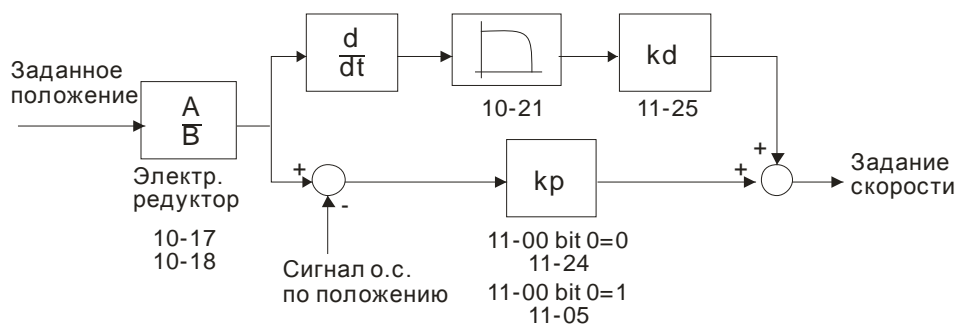 d
dt
kd
10-21
11-25
Заданное
положение
A
B
Электр.
редуктор
10-17
10-18
+
-
Сигнал о.с.
по положению
kp
11-00 bit 0=0
11-24
11-00 bit 0=1
11-05
+
+
Задание
скорости